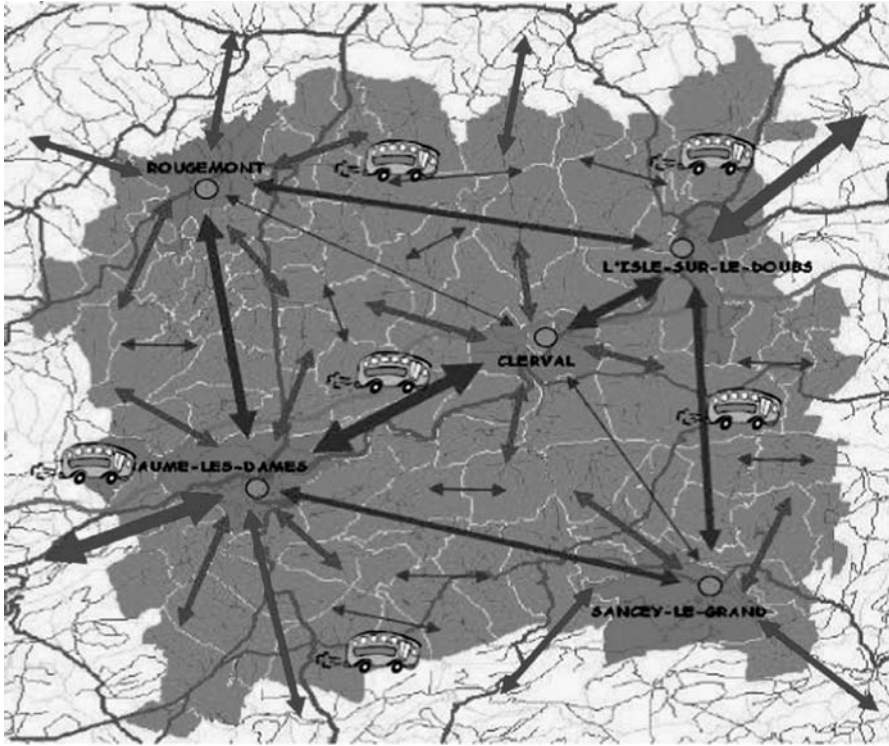 ROUGEMONT
L'ISLE-SUR-LE-DOUBS
CLERVAL
AUME-LES-DAMES
SANCEY-LE-GRAND